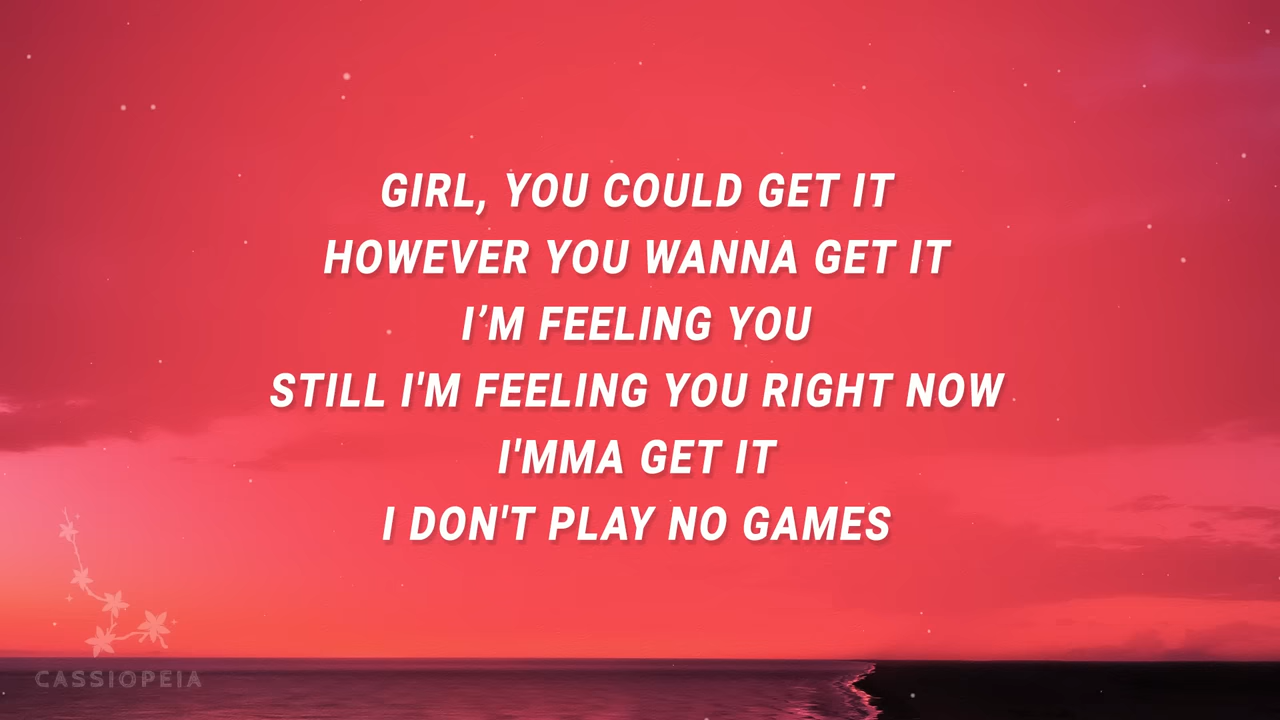 GIRL, YOU COULD GET IT
HOWEVER YOU WANNA GET IT
I’M FEELING YOU
STILL I'M FEELING YOU RIGHT NOW
I'MMA GET IT
I DON'T PLAY NO GAMES
CASSIOPEIA